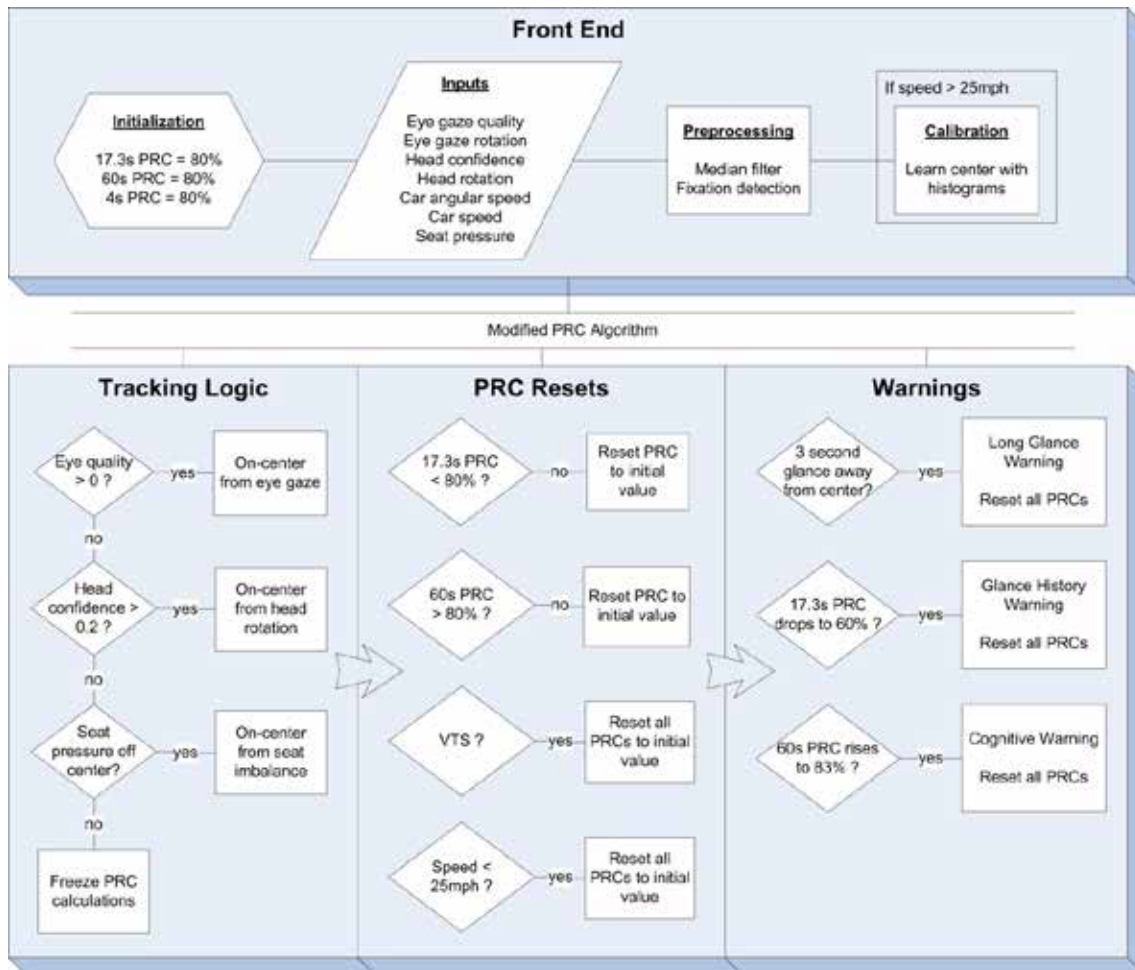 Front End
Initialization
17.3s PRC = 80%
60s PRC = 80%
4s PRC = 80%
Inputs
Eye gaze quality
Eye gaze rotation
Head confidence
Head rotation
Car angular speed
Car speed
Seat pressure
Preprocessing
Median filter
Fixation detection
If speed > 25mph
Calibration
Learn center with
histograms
Modified PRC Algorithm
Tracking Logic
Eye quality
> 0 ?
yes
On-center
from eye gaze
no
Head
confidence >
0.2 ?
yes
On-center
from head
rotation
no
Seat
pressure off
center?
yes
On-center
from seat
imbalance
no
Freeze PRC
calculations
PRC Resets
17.3s PRC
< 80% ?
no
Reset PRC
to initial
value
60s PRC
> 80% ?
no
Reset PRC to
initial value
VTS ?
yes
Reset all
PRCs to initial
value
Speed <
25mph ?
yes
Reset all
PRCs to initial
value
Warnings
3 second
glance away
from center?
yes
Long Glance
Warning
Reset all PRCs
17.3s PRC
drops to 60% ?
yes
Glance History
Warning
Reset all PRCs
60s PRC rises
to 83% ?
yes
Cognitive Warning
Reset all PRCs